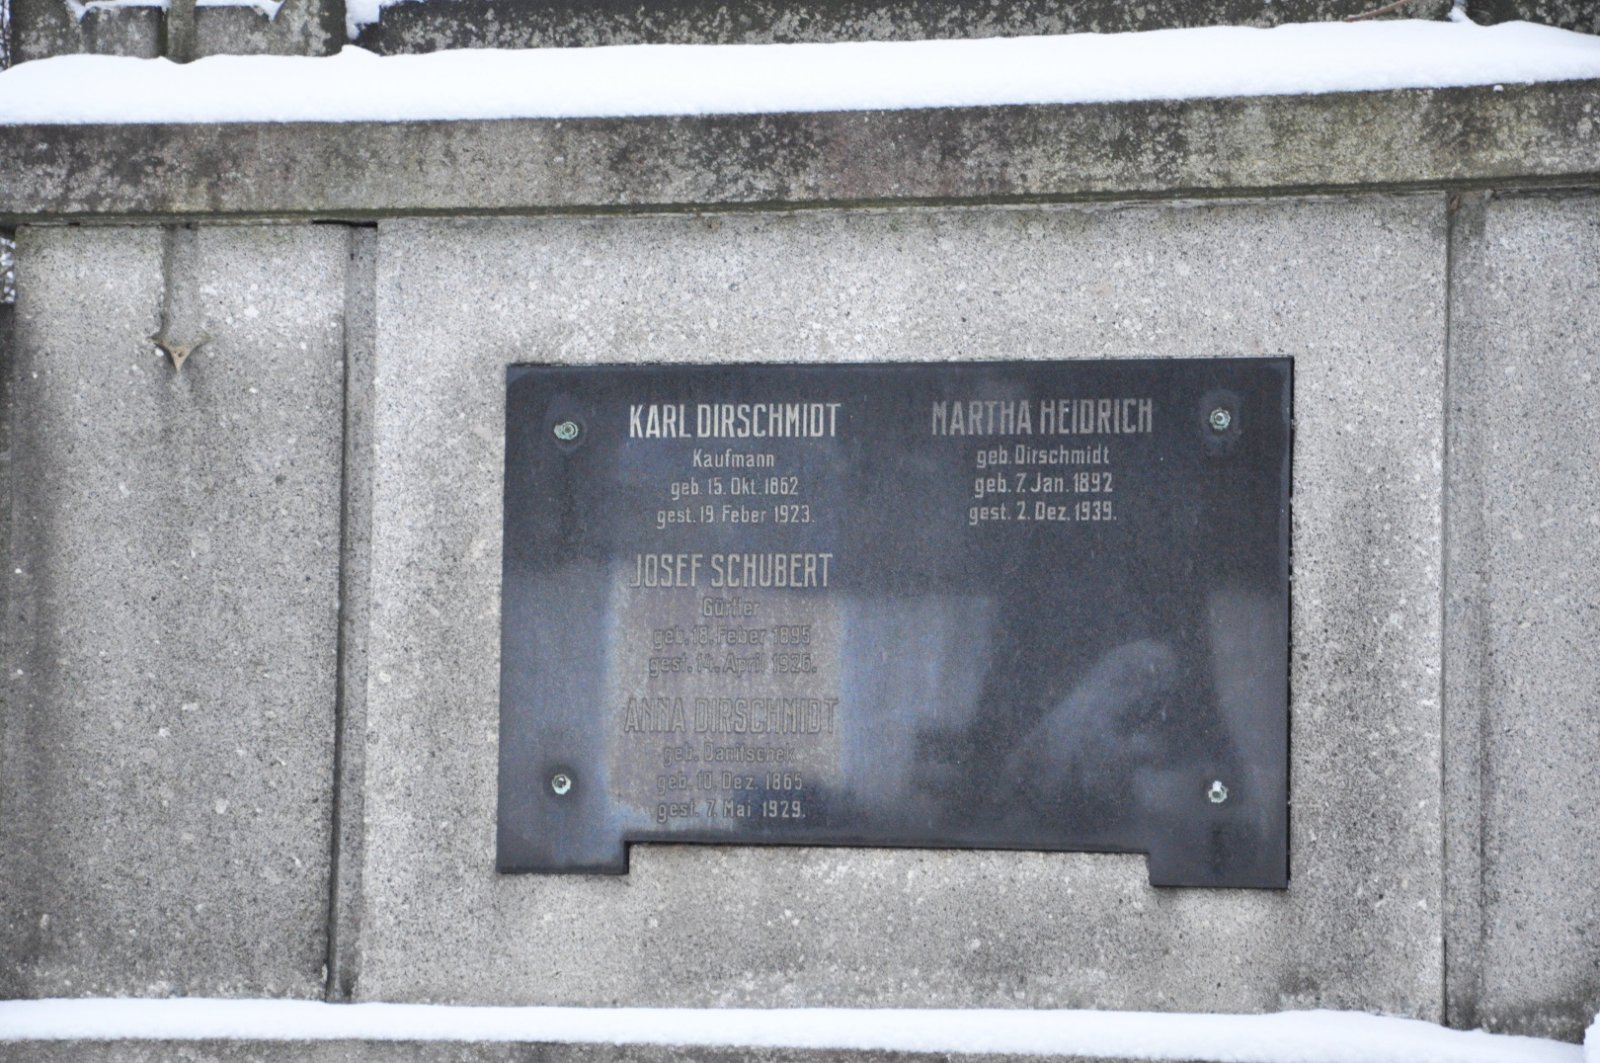 KARL DIRSCHMIDT
Kaufmann
geb. 15. Okt. 1862
gest. 19. Feber 1923.
JOSEF SCHUBERT
Gürtler
geb. 18. Feber 1895
gest. 14. April 1926.
ANNA DIRSCHMIDT
geb. Danitschek
geb. 10. Dez. 1865
gest. 7. Mai 1929.
MARTHA HEIDRICH
geb. Dirschmidt
geb. 7. Jan. 1892
gest. 2. Dez. 1939.